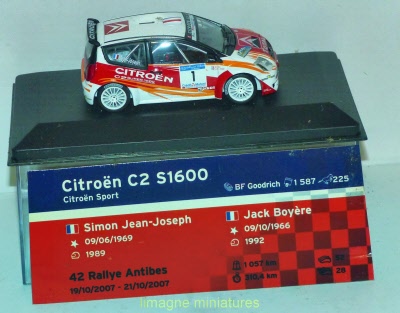 CITROËN
1
Citroën C2 S1600
Citroën Sport
BF Goodrich 1 587 225
Simon Jean-Joseph
09/06/1969
1989
Jack Boyère
09/10/1966
1992
42 Rallye Antibes
19/10/2007 - 21/10/2007
1 057 km
310,4 km
52
28
limagne miniatures